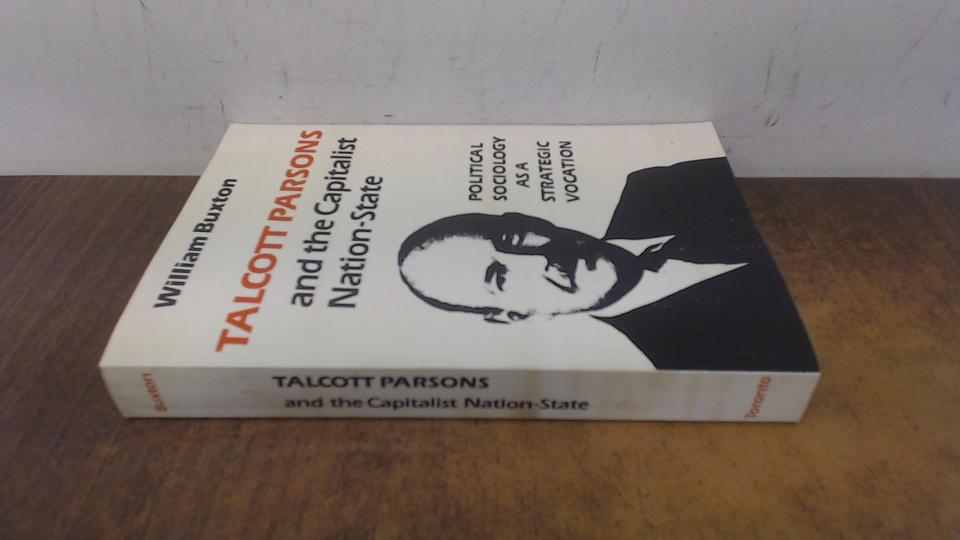 William Buxton
TALCOTT PARSONS
and the Capitalist
Nation-State
POLITICAL
SOCIOLOGY
AS A
STRATEGIC
VOCATION
Buxton
TALCOTT PARSONS
and the Capitalist Nation-State
Toronto